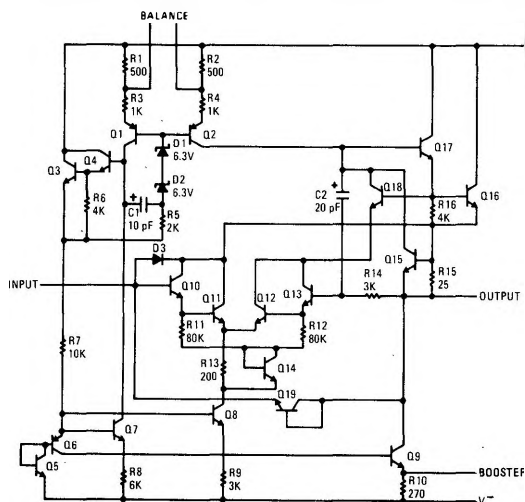 BALANCE
R1
500
R2
500
R3
1K
R4
1K
Q1
Q2
D1
6.3V
D2
6.3V
Q3
Q4
Q17
Q18
Q16
R6
4K
C1
10 pF
R5
2K
C2
20 pF
R16
4K
Q15
R15
25
D3
INPUT
Q10
Q11
Q12
Q13
R14
3K
OUTPUT
R11
80K
R12
80K
R7
10K
R13
200
Q14
Q19
Q6
Q7
Q8
Q9
Q5
R8
6K
R9
3K
R10
270
BOOSTER
V−